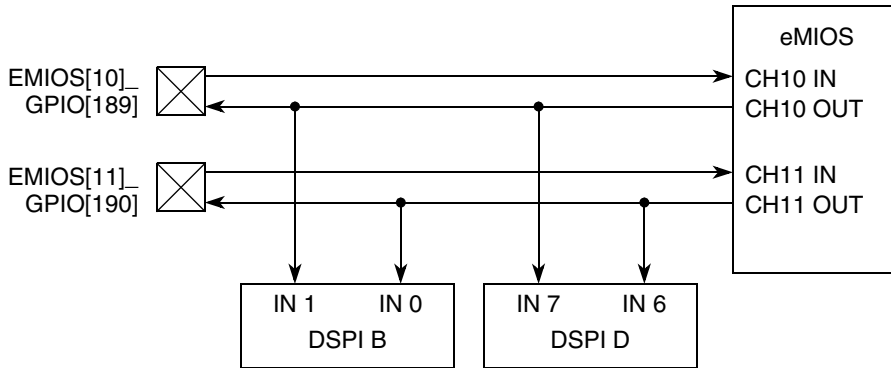 eMIOS
EMIOS[10]_
GPIO[189]
CH10 IN
CH10 OUT
EMIOS[11]_
GPIO[190]
CH11 IN
CH11 OUT
IN 1 IN 0
DSPI B
IN 7 IN 6
DSPI D